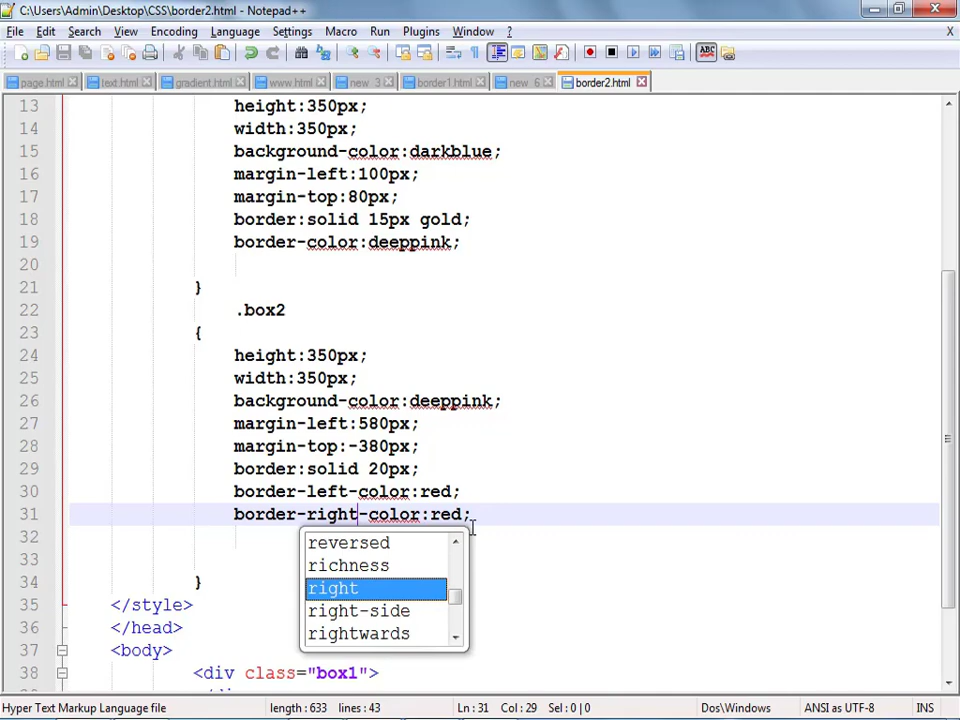 C:\Users\Admin\Desktop\CSS\border2.html - Notepad++
File Edit Search View Encoding Language Settings Macro Run Plugins Window ? X
page.html text.html gradient.html www.html new 3 border1.html new 6 border2.html
13 height:350px;
14 width:350px;
15 background-color:darkblue;
16 margin-left:100px;
17 margin-top:80px;
18 border:solid 15px gold;
19 border-color:deeppink;
20
21 }
22 .box2
23 {
24 height:350px;
25 width:350px;
26 background-color:deeppink;
27 margin-left:580px;
28 margin-top:-380px;
29 border:solid 20px;
30 border-left-color:red;
31 border-right-color:red;
32 reversed
33 richness
right
34 }
right-side
35 </style>
rightwards
36 </head>
37 <body>
38 <div class="box1">
Hyper Text Markup Language file length : 633 lines : 43 Ln : 31 Col : 29 Sel : 0 | 0 Dos\Windows ANSI as UTF-8 INS